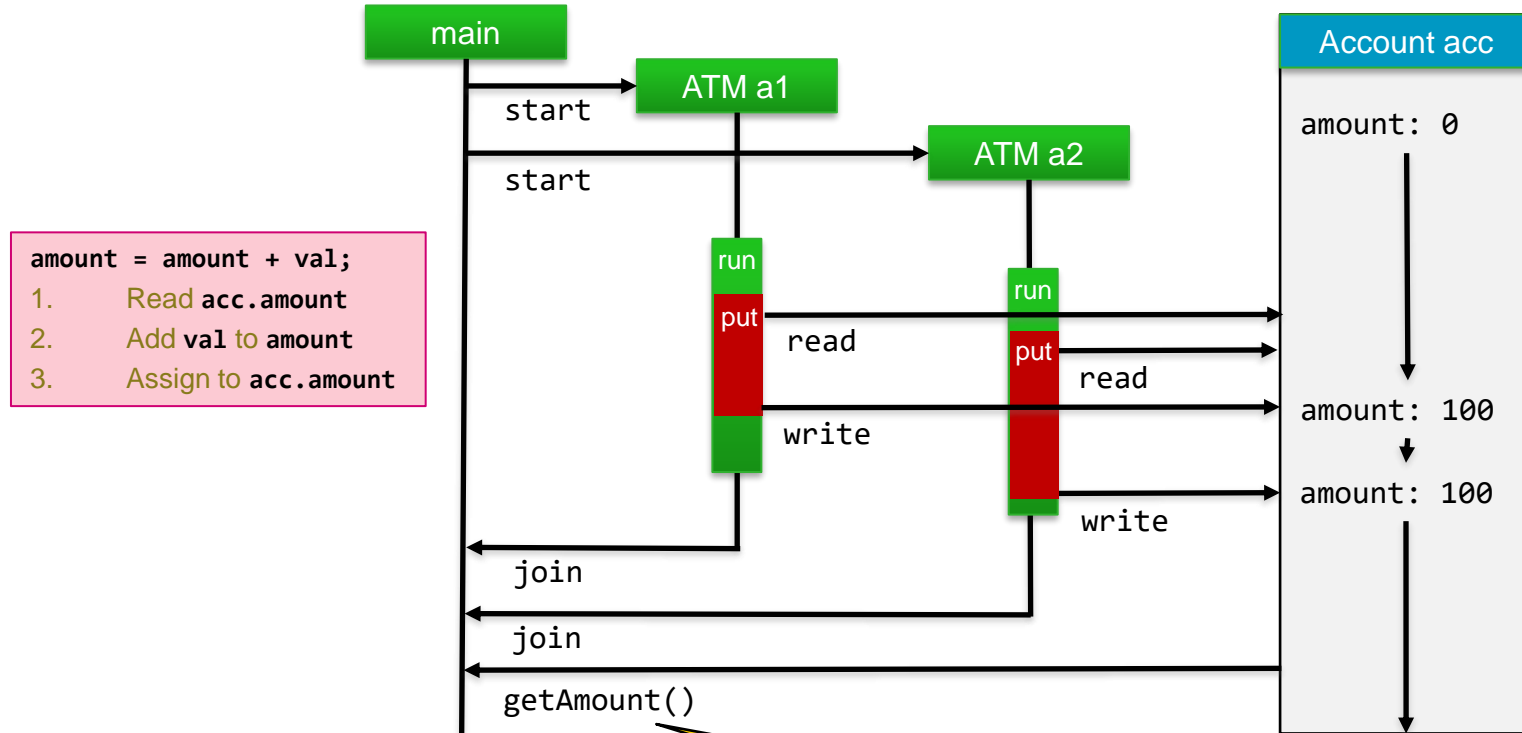 main
Account acc
ATM a1
start
amount: 0
ATM a2
start
amount = amount + val;
1. Read acc.amount
2. Add val to amount
3. Assign to acc.amount
run
run
put
read
put
read
amount: 100
write
amount: 100
write
join
join
getAmount()